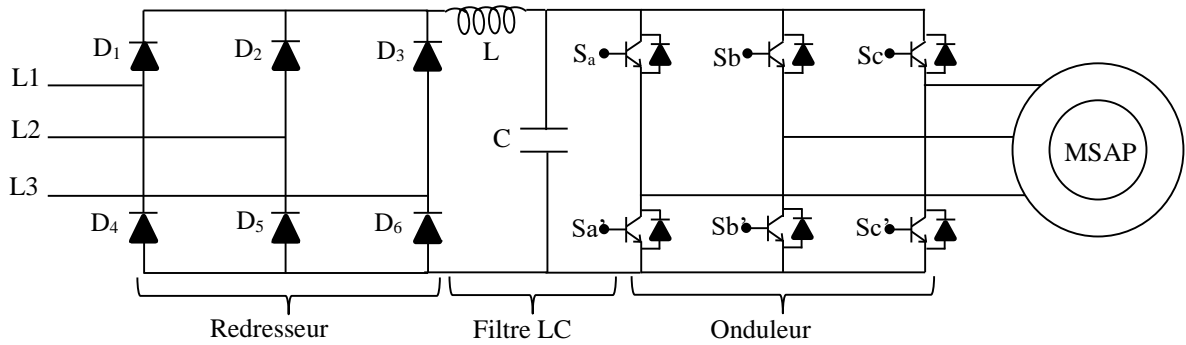 D1 D2 D3 L Sa Sb Sc
L1
L2
L3
C
MSAP
D4 D5 D6 Sa' Sb' Sc'
Redresseur Filtre LC Onduleur